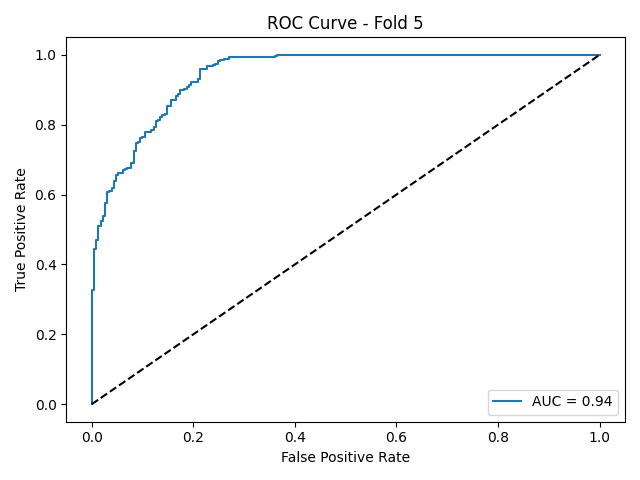 ROC Curve - Fold 5
True Positive Rate
1.0
0.8
0.6
0.4
0.2
0.0
AUC = 0.94
0.0 0.2 0.4 0.6 0.8 1.0
False Positive Rate